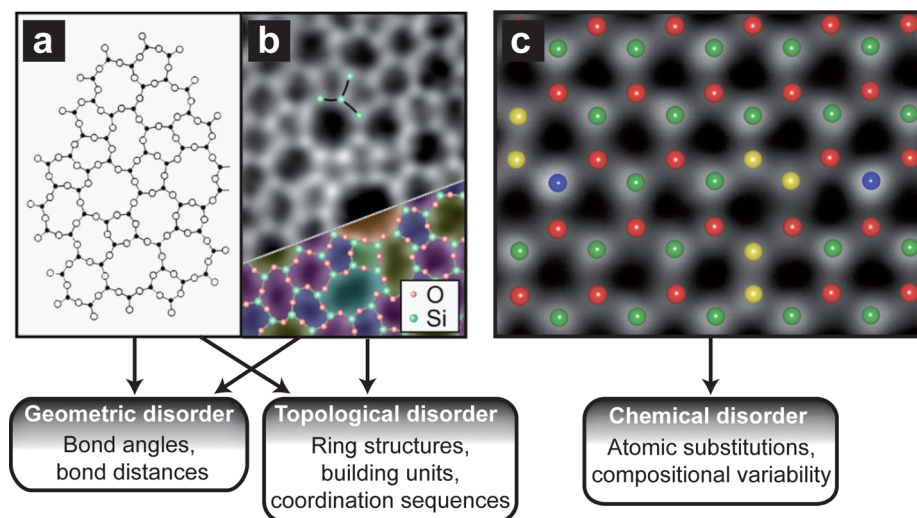 a
b
c
O
Si
Geometric disorder
Bond angles,
bond distances
Topological disorder
Ring structures,
building units,
coordination sequences
Chemical disorder
Atomic substitutions,
compositional variability